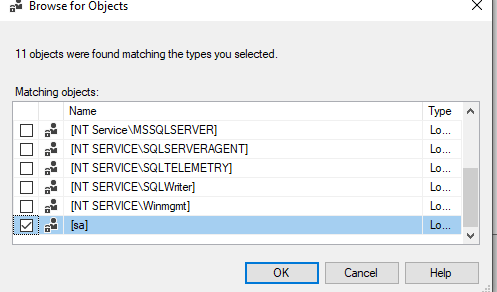 Browse for Objects
11 objects were found matching the types you selected.
Matching objects:
Name Type
[NT Service\MSSQLSERVER] Lo...
[NT SERVICE\SQLSERVERAGENT] Lo...
[NT SERVICE\SQLTELEMETRY] Lo...
[NT SERVICE\SQLWriter] Lo...
[NT SERVICE\Winmgmt] Lo...
[sa] Lo...
OK Cancel Help